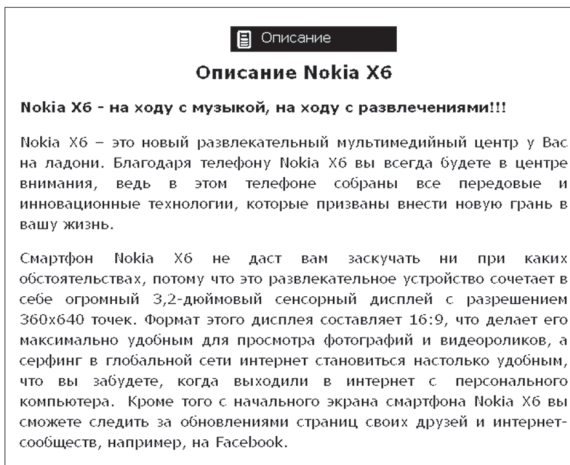 Описание
Описание Nokia X6
Nokia X6 - на ходу с музыкой, на ходу с развлечениями!!!
Nokia X6 – это новый развлекательный мультимедийный центр у Вас
на ладони. Благодаря телефону Nokia X6 вы всегда будете в центре
внимания, ведь в этом телефоне собраны все передовые и
инновационные технологии, которые призваны внести новую грань в
вашу жизнь.
Смартфон Nokia X6 не даст вам заскучать ни при каких
обстоятельствах, потому что это развлекательное устройство сочетает в
себе огромный 3,2-дюймовый сенсорный дисплей с разрешением
360x640 точек. Формат этого дисплея составляет 16:9, что делает его
максимально удобным для просмотра фотографий и видеороликов, а
серфинг в глобальной сети интернет становиться настолько удобным,
что вы забудете, когда выходили в интернет с персонального
компьютера. Кроме того с начального экрана смартфона Nokia X6 вы
сможете следить за обновлениями страниц своих друзей и интернет-
сообществ, например, на Facebook.